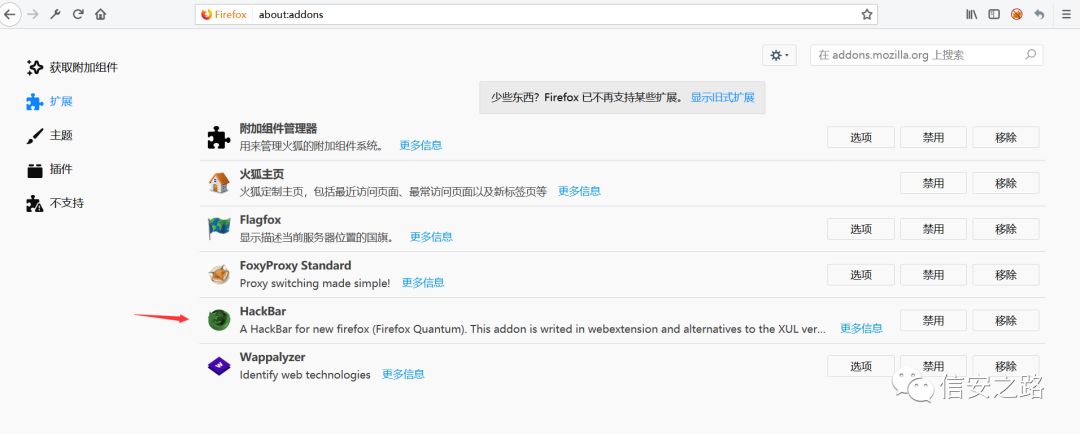 Firefox about:addons
在 addons.mozilla.org 上搜索
获取附加组件
扩展
主题
插件
不支持
少些东西？Firefox 已不再支持某些扩展。 显示旧式扩展
附加组件管理器
用来管理火狐的附加组件系统。 更多信息
选项 禁用 移除
火狐主页
火狐定制主页，包括最近访问页面、最常访问页面以及新标签页等 更多信息
禁用 移除
Flagfox
显示描述当前服务器位置的国旗。 更多信息
选项 禁用 移除
FoxyProxy Standard
Proxy switching made simple! 更多信息
选项 禁用 移除
HackBar
A HackBar for new firefox (Firefox Quantum). This addon is writed in webextension and alternatives to the XUL ver... 更多信息
禁用 移除
Wappalyzer
Identify web technologies 更多信息
选项 禁用 移除
信安之路